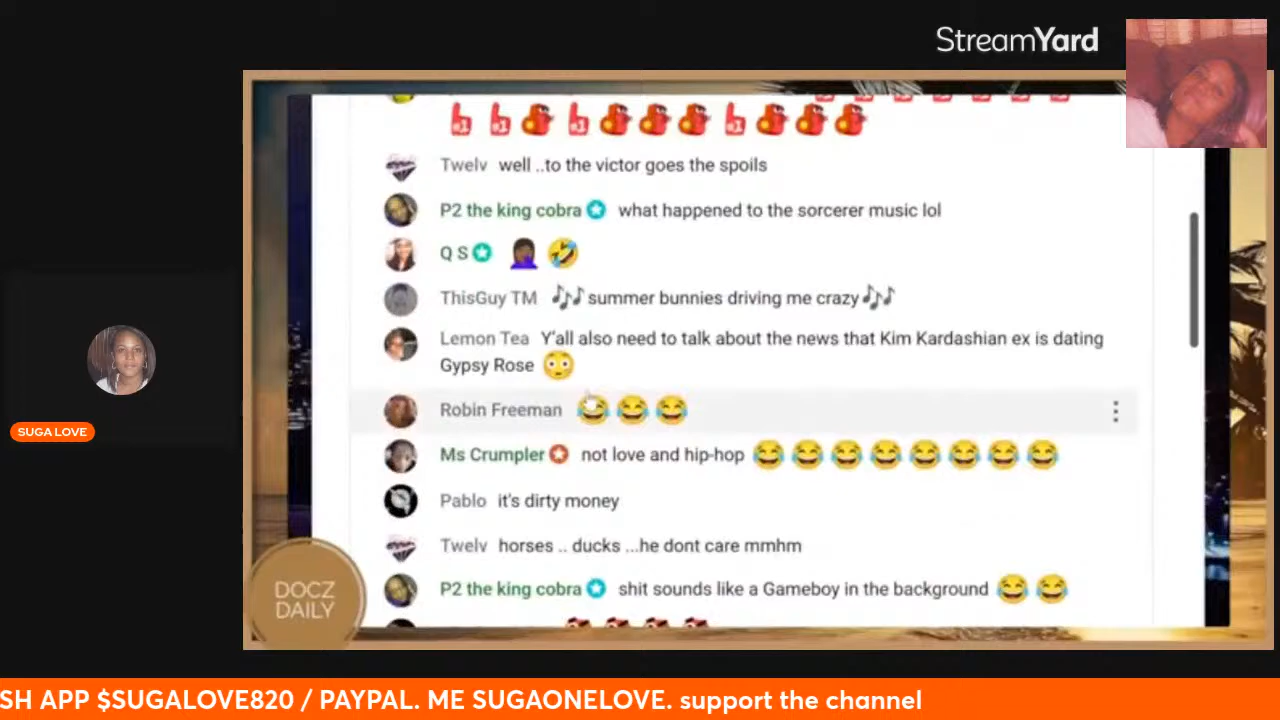 StreamYard
#1 #1 #1 #1
Twelv well ..to the victor goes the spoils
P2 the king cobra what happened to the sorcerer music lol
Q S
ThisGuy TM 🎶summer bunnies driving me crazy🎶
Lemon Tea Y'all also need to talk about the news that Kim Kardashian ex is dating
Gypsy Rose 😳
Robin Freeman 😂😂😂
Ms Crumpler not love and hip-hop 😂😂😂😂😂😂😂😂
Pablo it's dirty money
Twelv horses .. ducks ...he dont care mmhm
P2 the king cobra shit sounds like a Gameboy in the background 😂😂
SUGA LOVE
DOCZ
DAILY
SH APP $SUGALOVE820 / PAYPAL. ME SUGAONELOVE. support the channel